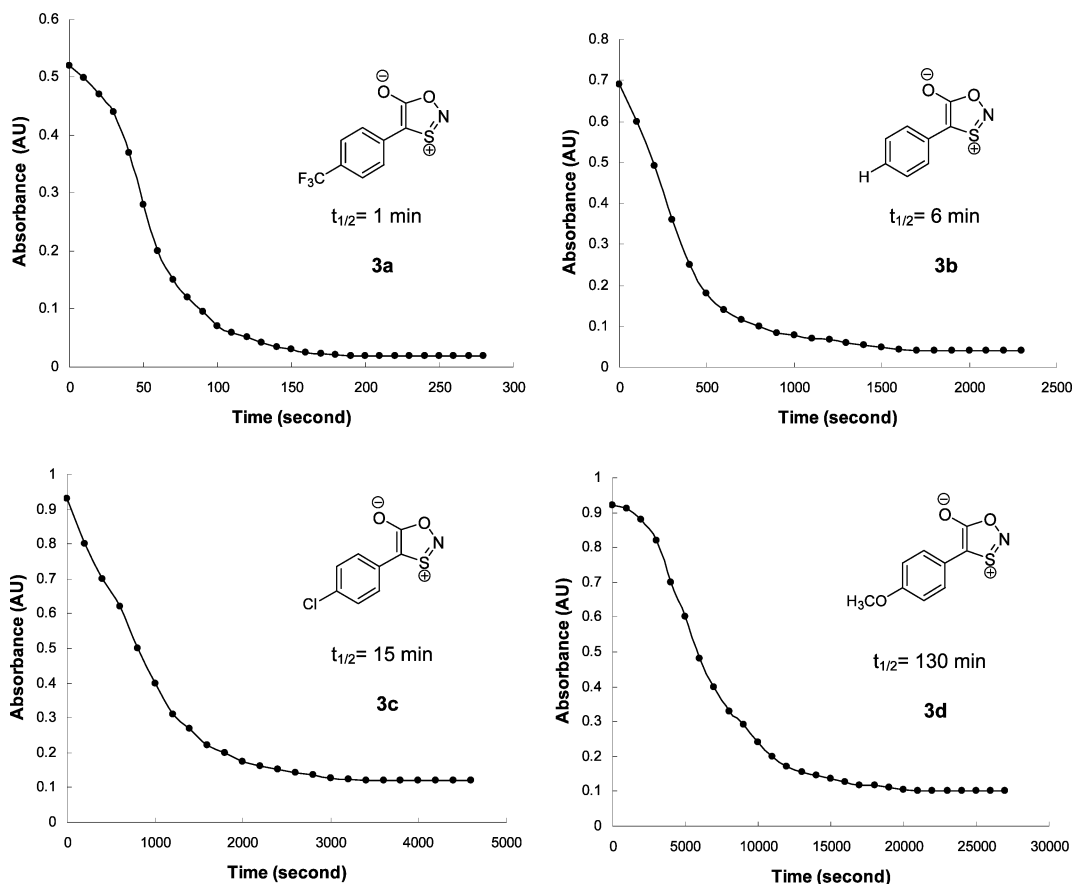 0.6
0.5
0.4
0.3
0.2
0.1
0
0 50 100 150 200 250 300
Absorbance (AU)
Time (second)
⊖
O O
N
S
⊕
F₃C
t₁/₂= 1 min
3a
0.8
0.7
0.6
0.5
0.4
0.3
0.2
0.1
0
0 500 1000 1500 2000 2500
Absorbance (AU)
Time (second)
⊖
O O
N
S
⊕
H
t₁/₂= 6 min
3b
1
0.9
0.8
0.7
0.6
0.5
0.4
0.3
0.2
0.1
0
0 1000 2000 3000 4000 5000
Absorbance (AU)
Time (second)
⊖
O O
N
S
⊕
Cl
t₁/₂= 15 min
3c
1
0.9
0.8
0.7
0.6
0.5
0.4
0.3
0.2
0.1
0
0 5000 10000 15000 20000 25000 30000
Absorbance (AU)
Time (second)
⊖
O O
N
S
⊕
H₃CO
t₁/₂= 130 min
3d